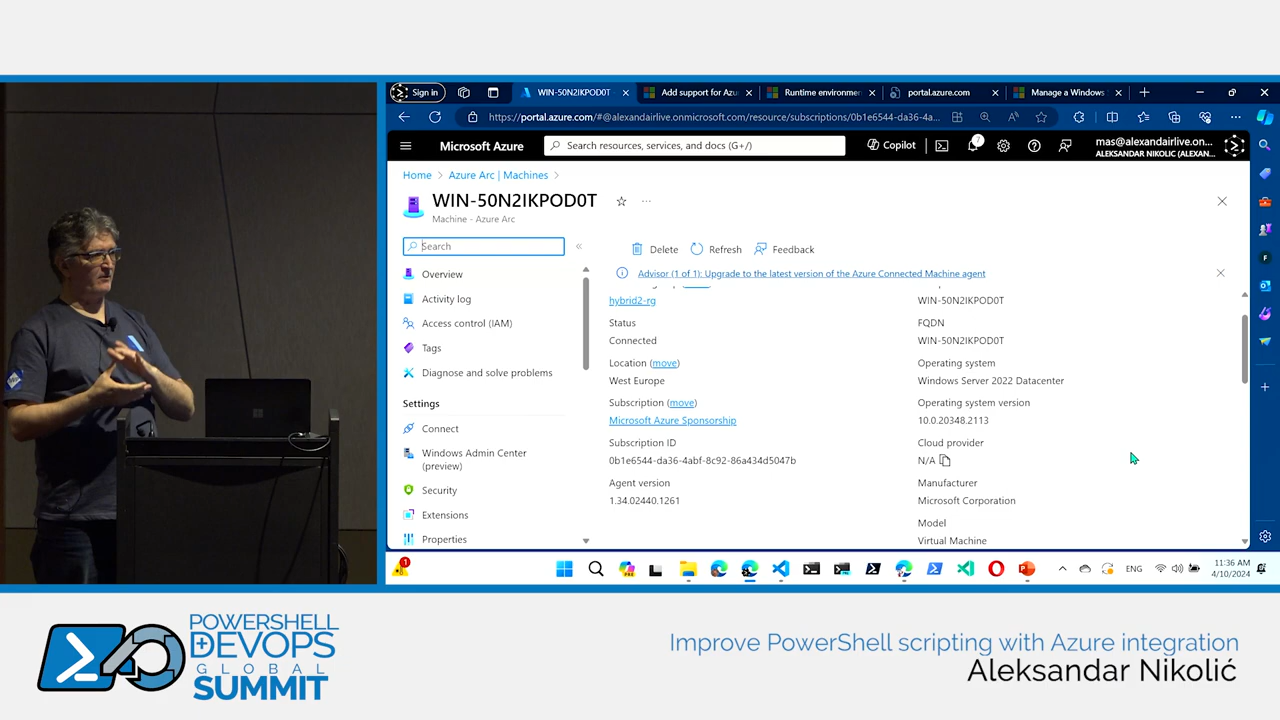 Sign in
WIN-50N2IKPOD0T
Add support for Azu
Runtime environmen
portal.azure.com
Manage a Windows
https://portal.azure.com/#@alexandairlive.onmicrosoft.com/resource/subscriptions/0b1e6544-da36-4a...
Microsoft Azure
Search resources, services, and docs (G+/)
Copilot
7
mas@alexandairlive.on...
ALEKSANDAR NIKOLIC (ALEXAN...
Home > Azure Arc | Machines >
WIN-50N2IKPOD0T
Machine - Azure Arc
Search
Delete
Refresh
Feedback
Advisor (1 of 1): Upgrade to the latest version of the Azure Connected Machine agent
Overview
Activity log
Access control (IAM)
Tags
Diagnose and solve problems
Settings
Connect
Windows Admin Center
(preview)
Security
Extensions
Properties
hybrid2-rg
Status
Connected
Location (move)
West Europe
Subscription (move)
Microsoft Azure Sponsorship
Subscription ID
0b1e6544-da36-4abf-8c92-86a434d5047b
Agent version
1.34.02440.1261
WIN-50N2IKPOD0T
FQDN
WIN-50N2IKPOD0T
Operating system
Windows Server 2022 Datacenter
Operating system version
10.0.20348.2113
Cloud provider
N/A
Manufacturer
Microsoft Corporation
Model
Virtual Machine
1
ENG
11:36 AM
4/10/2024
POWERSHELL
DEVOPS
GLOBAL
SUMMIT
Improve PowerShell scripting with Azure integration
Aleksandar Nikolić